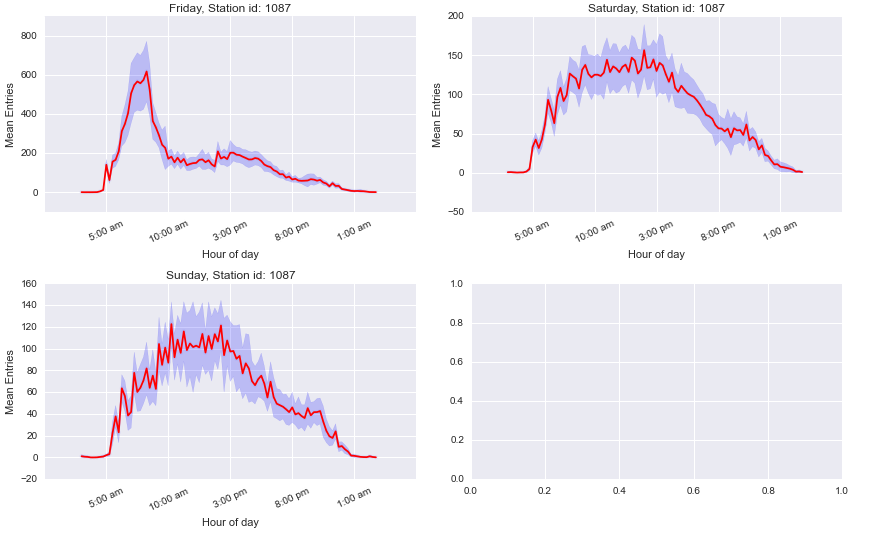 Friday, Station id: 1087
Mean Entries
800
600
400
200
0
5:00 am
10:00 am
3:00 pm
8:00 pm
1:00 am
Hour of day
Saturday, Station id: 1087
Mean Entries
200
150
100
50
0
−50
5:00 am
10:00 am
3:00 pm
8:00 pm
1:00 am
Hour of day
Sunday, Station id: 1087
Mean Entries
160
140
120
100
80
60
40
20
0
−20
5:00 am
10:00 am
3:00 pm
8:00 pm
1:00 am
Hour of day
1.0
0.8
0.6
0.4
0.2
0.0
0.0
0.2
0.4
0.6
0.8
1.0